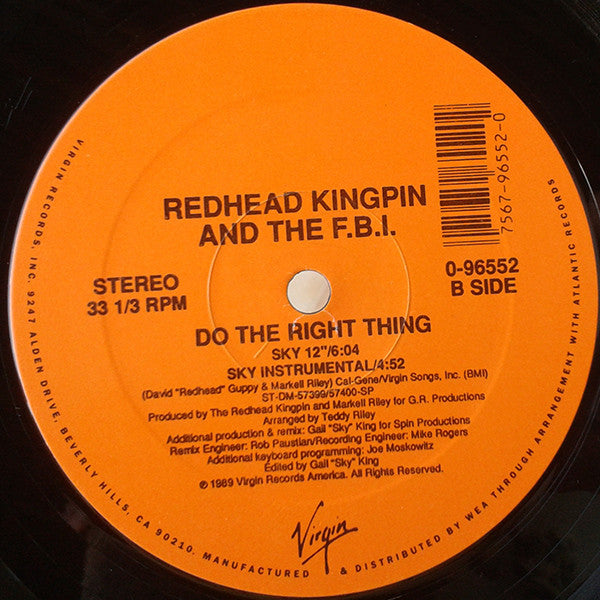 REDHEAD KINGPIN
AND THE F.B.I.
7567-96552-0
STEREO
33 1/3 RPM
0-96552
B SIDE
DO THE RIGHT THING
SKY 12"/6:04
SKY INSTRUMENTAL/4:52
(David "Redhead" Guppy & Markell Riley) Cal-Gene/Virgin Songs, Inc. (BMI)
ST-DM-57399/57400-SP
Produced by The Redhead Kingpin and Markell Riley for G.R. Productions
Arranged by Teddy Riley
Additional production & remix: Gail "Sky" King for Spin Productions
Remix Engineer: Rob Paustian/Recording Engineer: Mike Rogers
Additional keyboard programming: Joe Moskowitz
Edited by Gail "Sky" King
℗ 1989 Virgin Records America. All Rights Reserved.
Virgin
VIRGIN RECORDS, INC. 9247 ALDEN DRIVE, BEVERLY HILLS, CA 90210. MANUFACTURED & DISTRIBUTED BY WEA THROUGH ARRANGEMENT WITH ATLANTIC RECORDS